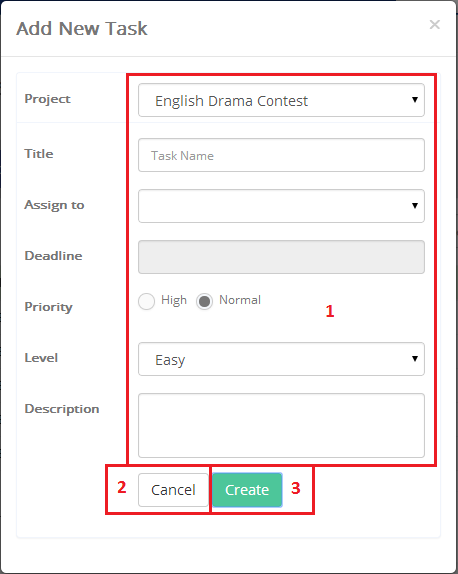 Add New Task ×
Project English Drama Contest
Title Task Name
Assign to
Deadline
Priority High Normal
1
Level Easy
Description
2 Cancel Create 3